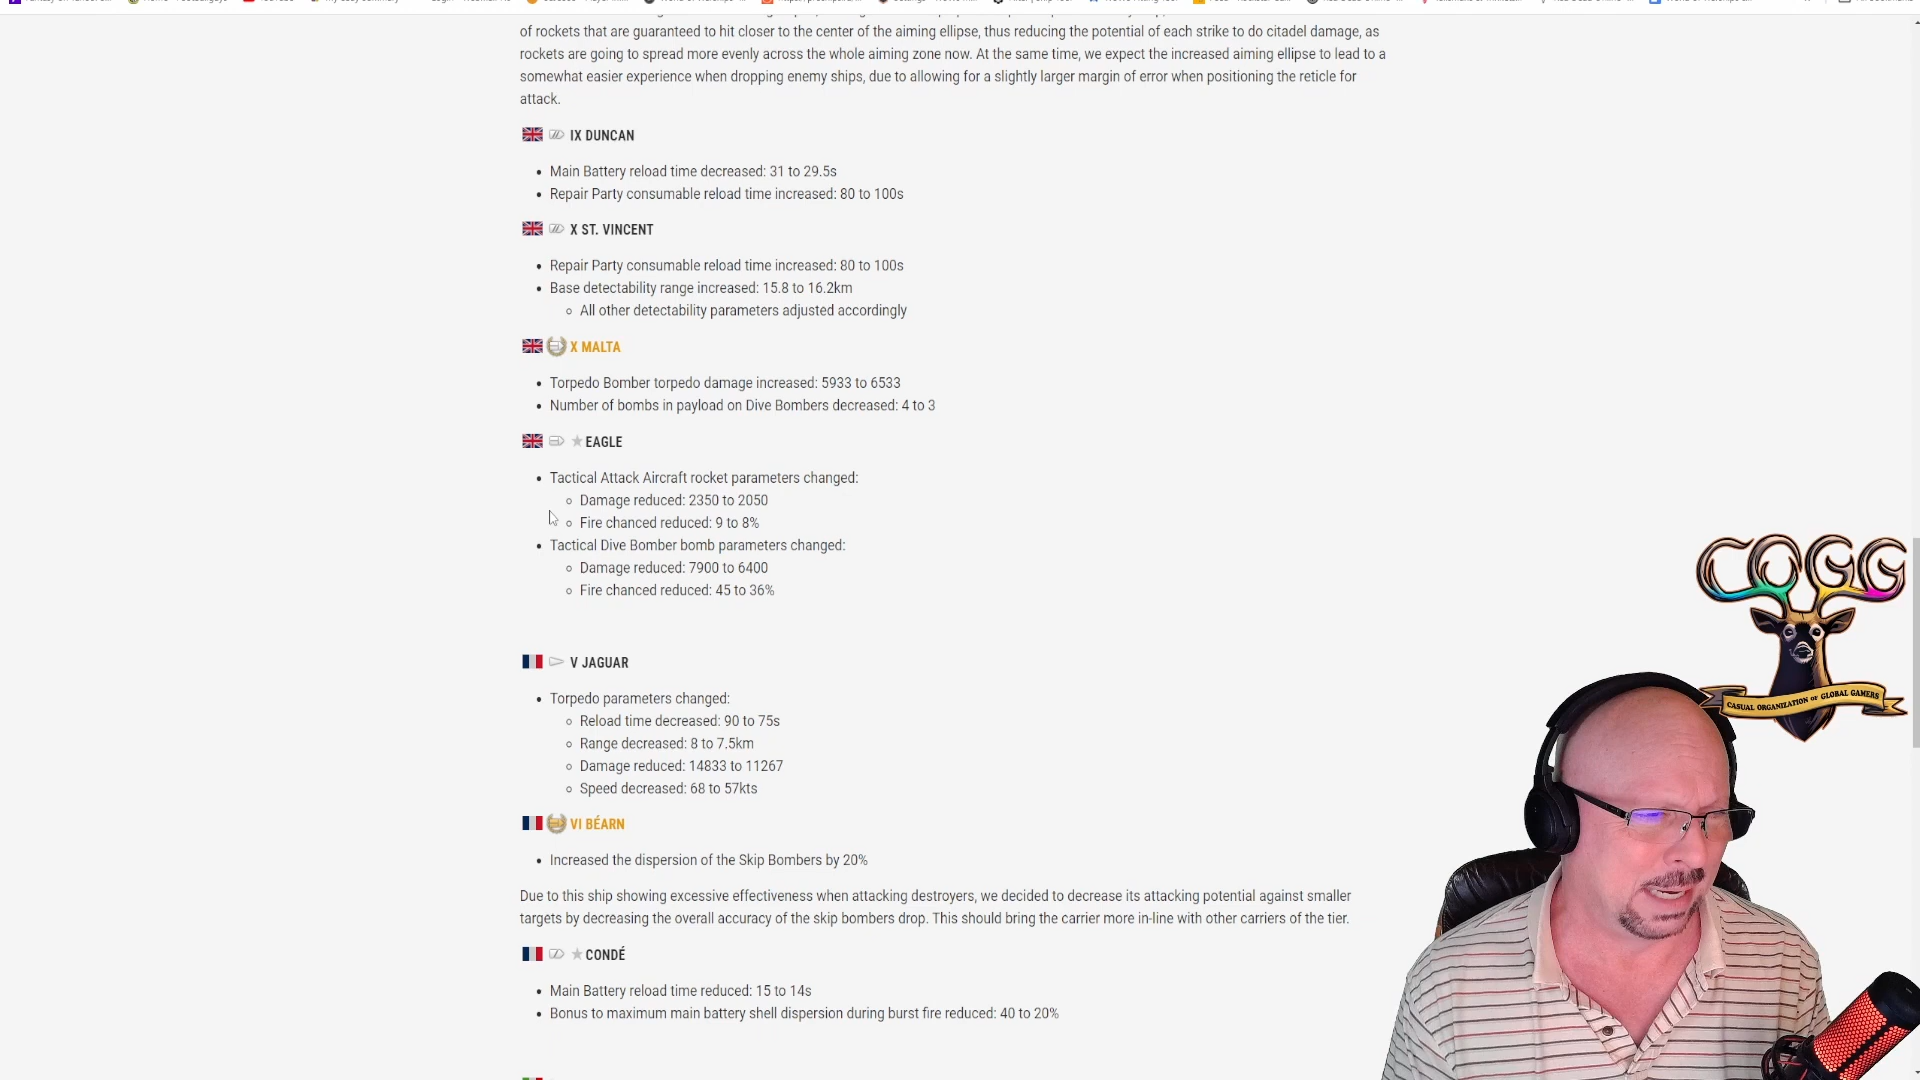 of rockets that are guaranteed to hit closer to the center of the aiming ellipse, thus reducing the potential of each strike to do citadel damage, as
rockets are going to spread more evenly across the whole aiming zone now. At the same time, we expect the increased aiming ellipse to lead to a
somewhat easier experience when dropping enemy ships, due to allowing for a slightly larger margin of error when positioning the reticle for
attack.
IX DUNCAN
• Main Battery reload time decreased: 31 to 29.5s
• Repair Party consumable reload time increased: 80 to 100s
X ST. VINCENT
• Repair Party consumable reload time increased: 80 to 100s
• Base detectability range increased: 15.8 to 16.2km
○ All other detectability parameters adjusted accordingly
X MALTA
• Torpedo Bomber torpedo damage increased: 5933 to 6533
• Number of bombs in payload on Dive Bombers decreased: 4 to 3
★ EAGLE
• Tactical Attack Aircraft rocket parameters changed:
○ Damage reduced: 2350 to 2050
○ Fire chanced reduced: 9 to 8%
• Tactical Dive Bomber bomb parameters changed:
○ Damage reduced: 7900 to 6400
○ Fire chanced reduced: 45 to 36%
V JAGUAR
• Torpedo parameters changed:
○ Reload time decreased: 90 to 75s
○ Range decreased: 8 to 7.5km
○ Damage reduced: 14833 to 11267
○ Speed decreased: 68 to 57kts
VI BÉARN
• Increased the dispersion of the Skip Bombers by 20%
Due to this ship showing excessive effectiveness when attacking destroyers, we decided to decrease its attacking potential against smaller
targets by decreasing the overall accuracy of the skip bombers drop. This should bring the carrier more in-line with other carriers of the tier.
★ CONDÉ
• Main Battery reload time reduced: 15 to 14s
• Bonus to maximum main battery shell dispersion during burst fire reduced: 40 to 20%
COGG
CASUAL ORGANIZATION OF GLOBAL GAMERS